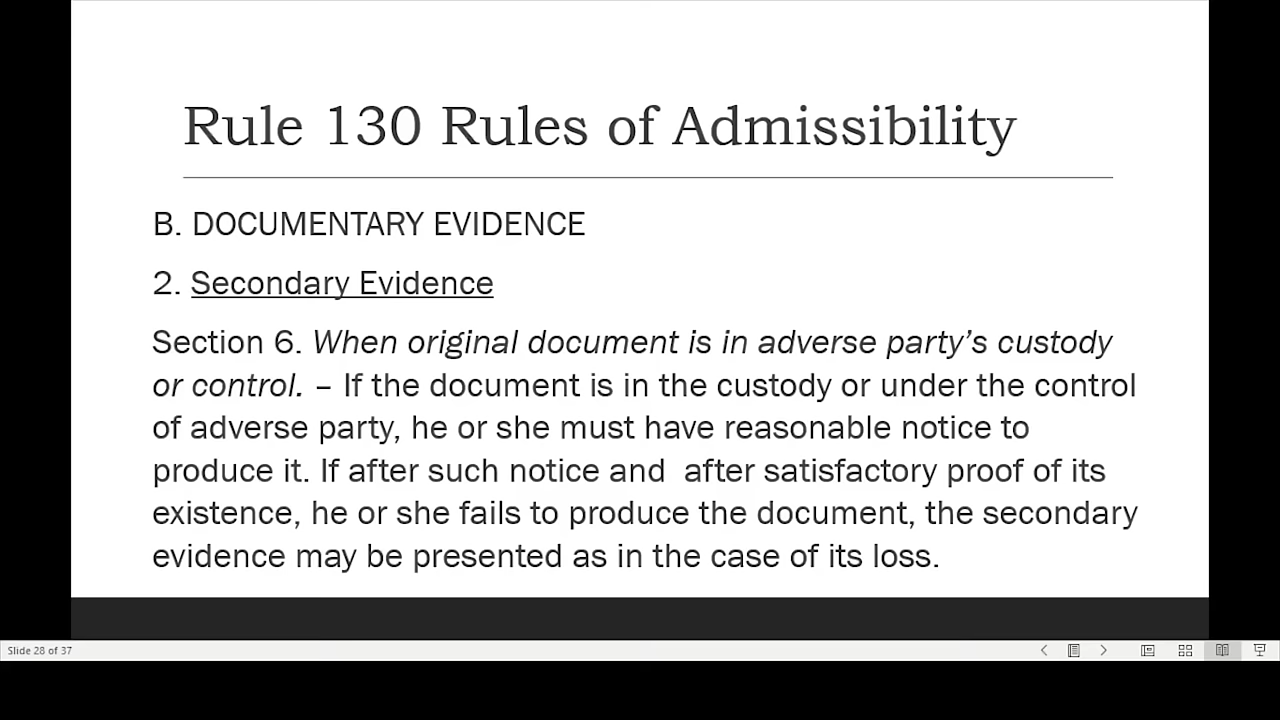 Rule 130 Rules of Admissibility
B. DOCUMENTARY EVIDENCE
2. Secondary Evidence
Section 6. When original document is in adverse party’s custody
or control. – If the document is in the custody or under the control
of adverse party, he or she must have reasonable notice to
produce it. If after such notice and  after satisfactory proof of its
existence, he or she fails to produce the document, the secondary
evidence may be presented as in the case of its loss.
Slide 28 of 37